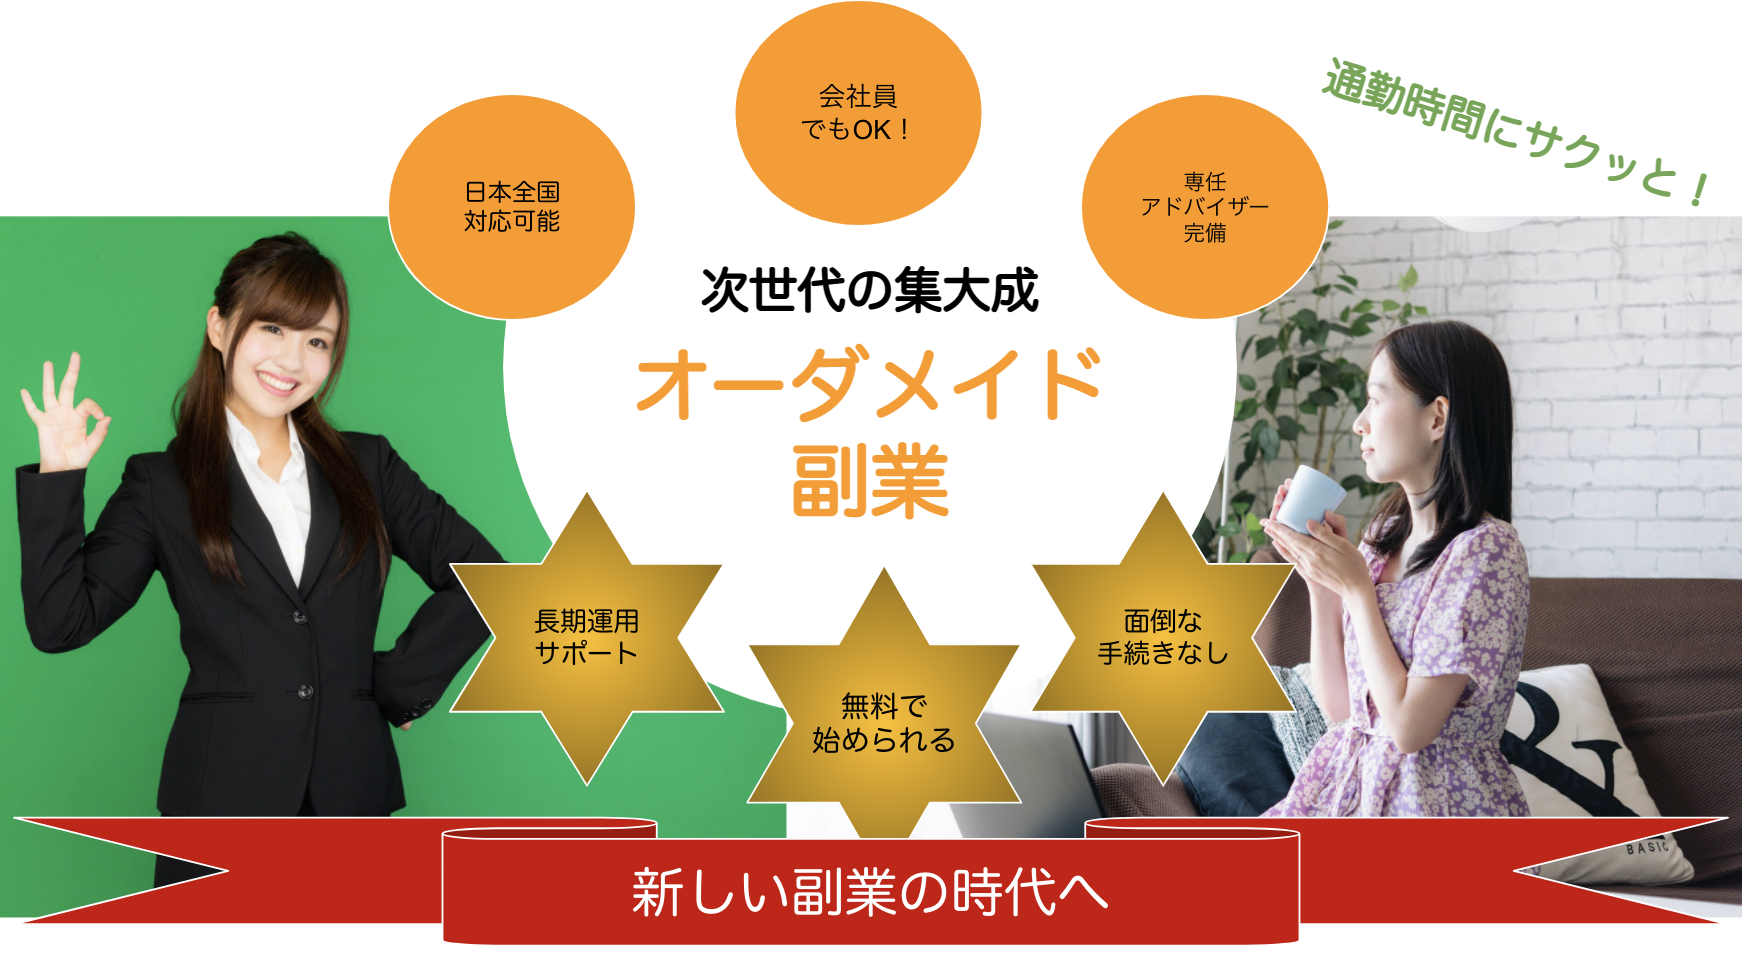 会社員
でもOK！
日本全国
対応可能
専任
アドバイザー
完備
通勤時間にサクッと！
次世代の集大成
オーダメイド
副業
長期運用
サポート
無料で
始められる
面倒な
手続きなし
&
BASIC
新しい副業の時代へ